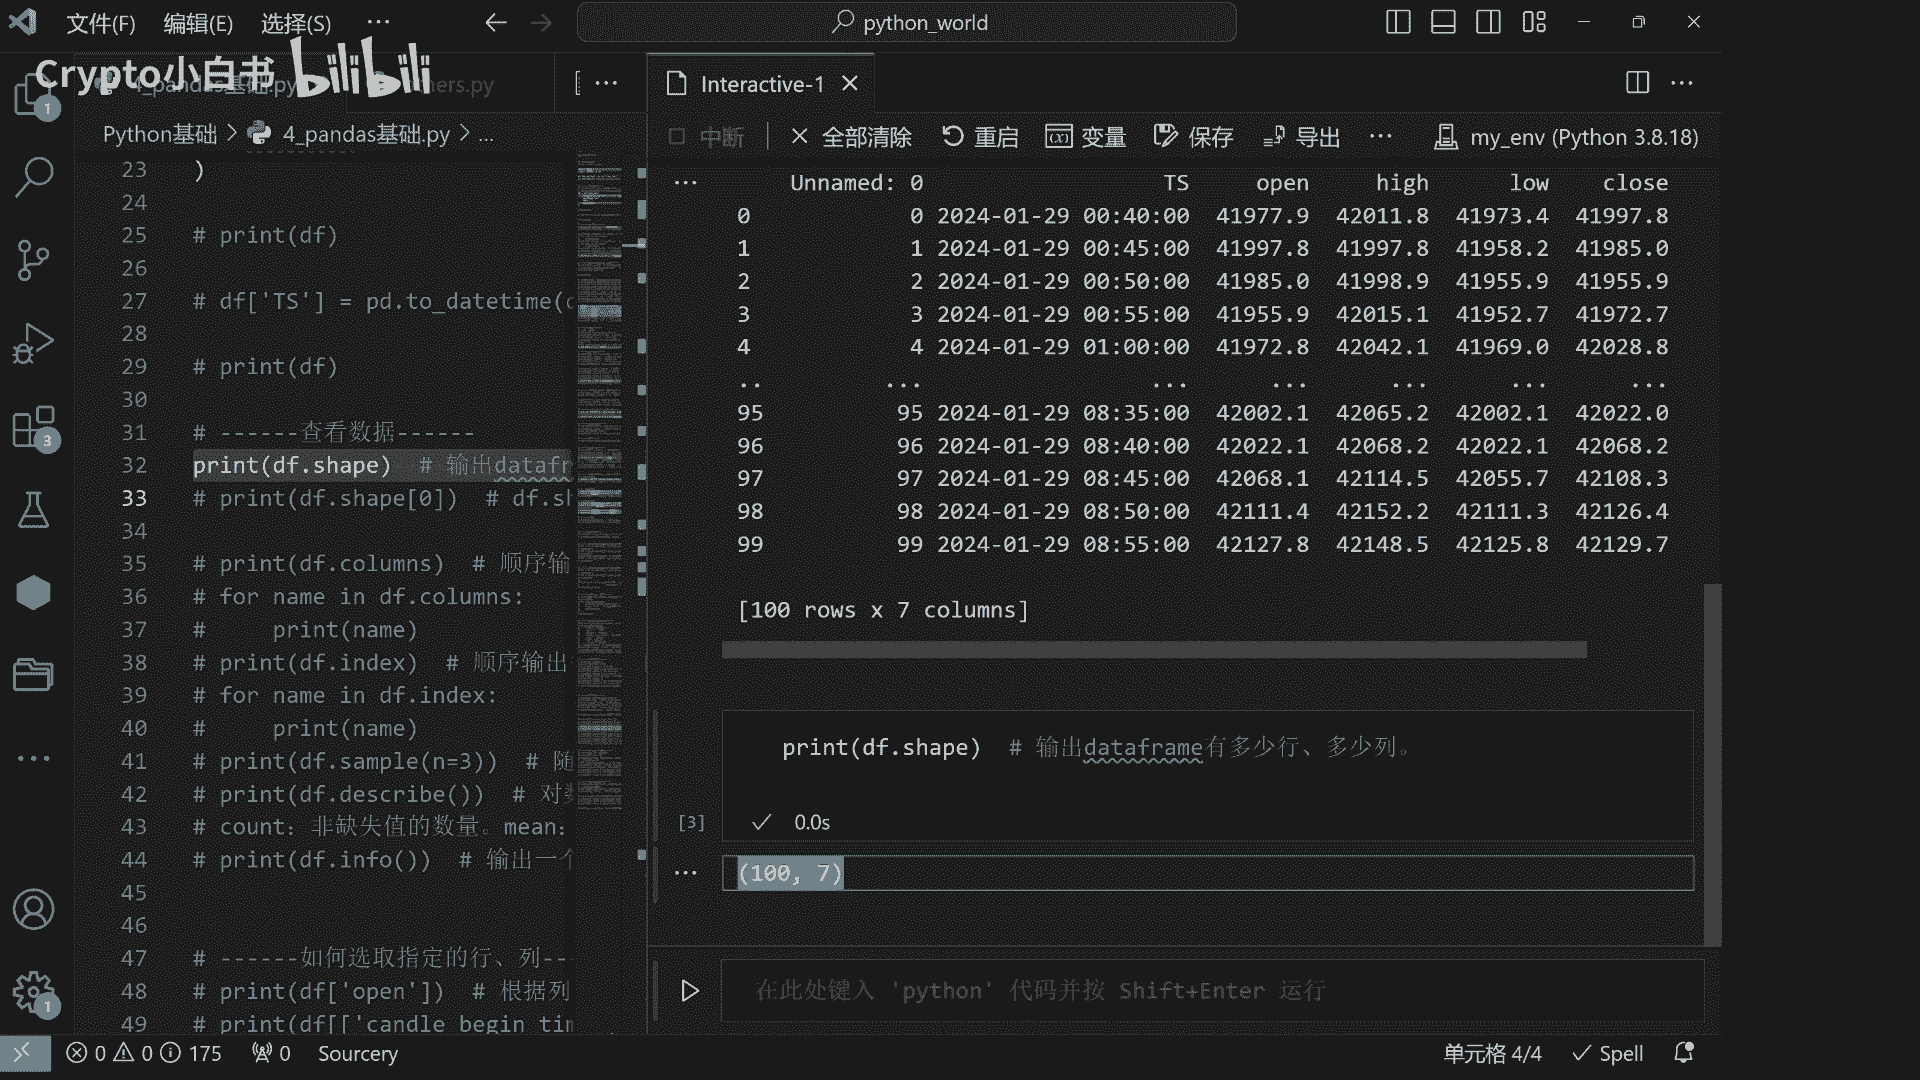 文件(F) 编辑(E) 选择(S) ... python_world
Crypto小白书 bilibili
4_pandas基础.py
Interactive-1
Python基础 > 4_pandas基础.py > ...
中断 全部清除 重启 变量 保存 导出 ... my_env (Python 3.8.18)
23 )
24
25 # print(df)
26
27 # df['TS'] = pd.to_datetime(
28
29 # print(df)
30
31 # ------查看数据------
32 print(df.shape) # 输出datafr
33 # print(df.shape[0]) # df.sh
34
35 # print(df.columns) # 顺序输
36 # for name in df.columns:
37 #     print(name)
38 # print(df.index) # 顺序输出
39 # for name in df.index:
40 #     print(name)
41 # print(df.sample(n=3)) # 随
42 # print(df.describe()) # 对
43 # count：非缺失值的数量。mean：
44 # print(df.info()) # 输出一个
45
46
47 # ------如何选取指定的行、列--
48 # print(df['open']) # 根据列
49 # print(df[['candle_begin_tim
Unnamed: 0 TS open high low close
0 0 2024-01-29 00:40:00 41977.9 42011.8 41973.4 41997.8
1 1 2024-01-29 00:45:00 41997.8 41997.8 41958.2 41985.0
2 2 2024-01-29 00:50:00 41985.0 41998.9 41955.9 41955.9
3 3 2024-01-29 00:55:00 41955.9 42015.1 41952.7 41972.7
4 4 2024-01-29 01:00:00 41972.8 42042.1 41969.0 42028.8
.. ... ... ... ... ... ...
95 95 2024-01-29 08:35:00 42002.1 42065.2 42002.1 42022.0
96 96 2024-01-29 08:40:00 42022.1 42068.2 42022.1 42068.2
97 97 2024-01-29 08:45:00 42068.1 42114.5 42055.7 42108.3
98 98 2024-01-29 08:50:00 42111.4 42152.2 42111.3 42126.4
99 99 2024-01-29 08:55:00 42127.8 42148.5 42125.8 42129.7
[100 rows x 7 columns]
print(df.shape) # 输出dataframe有多少行、多少列。
[3] 0.0s
(100, 7)
在此处键入 'python' 代码并按 Shift+Enter 运行
1
3
1
0 0 175 0 Sourcery 单元格 4/4 Spell